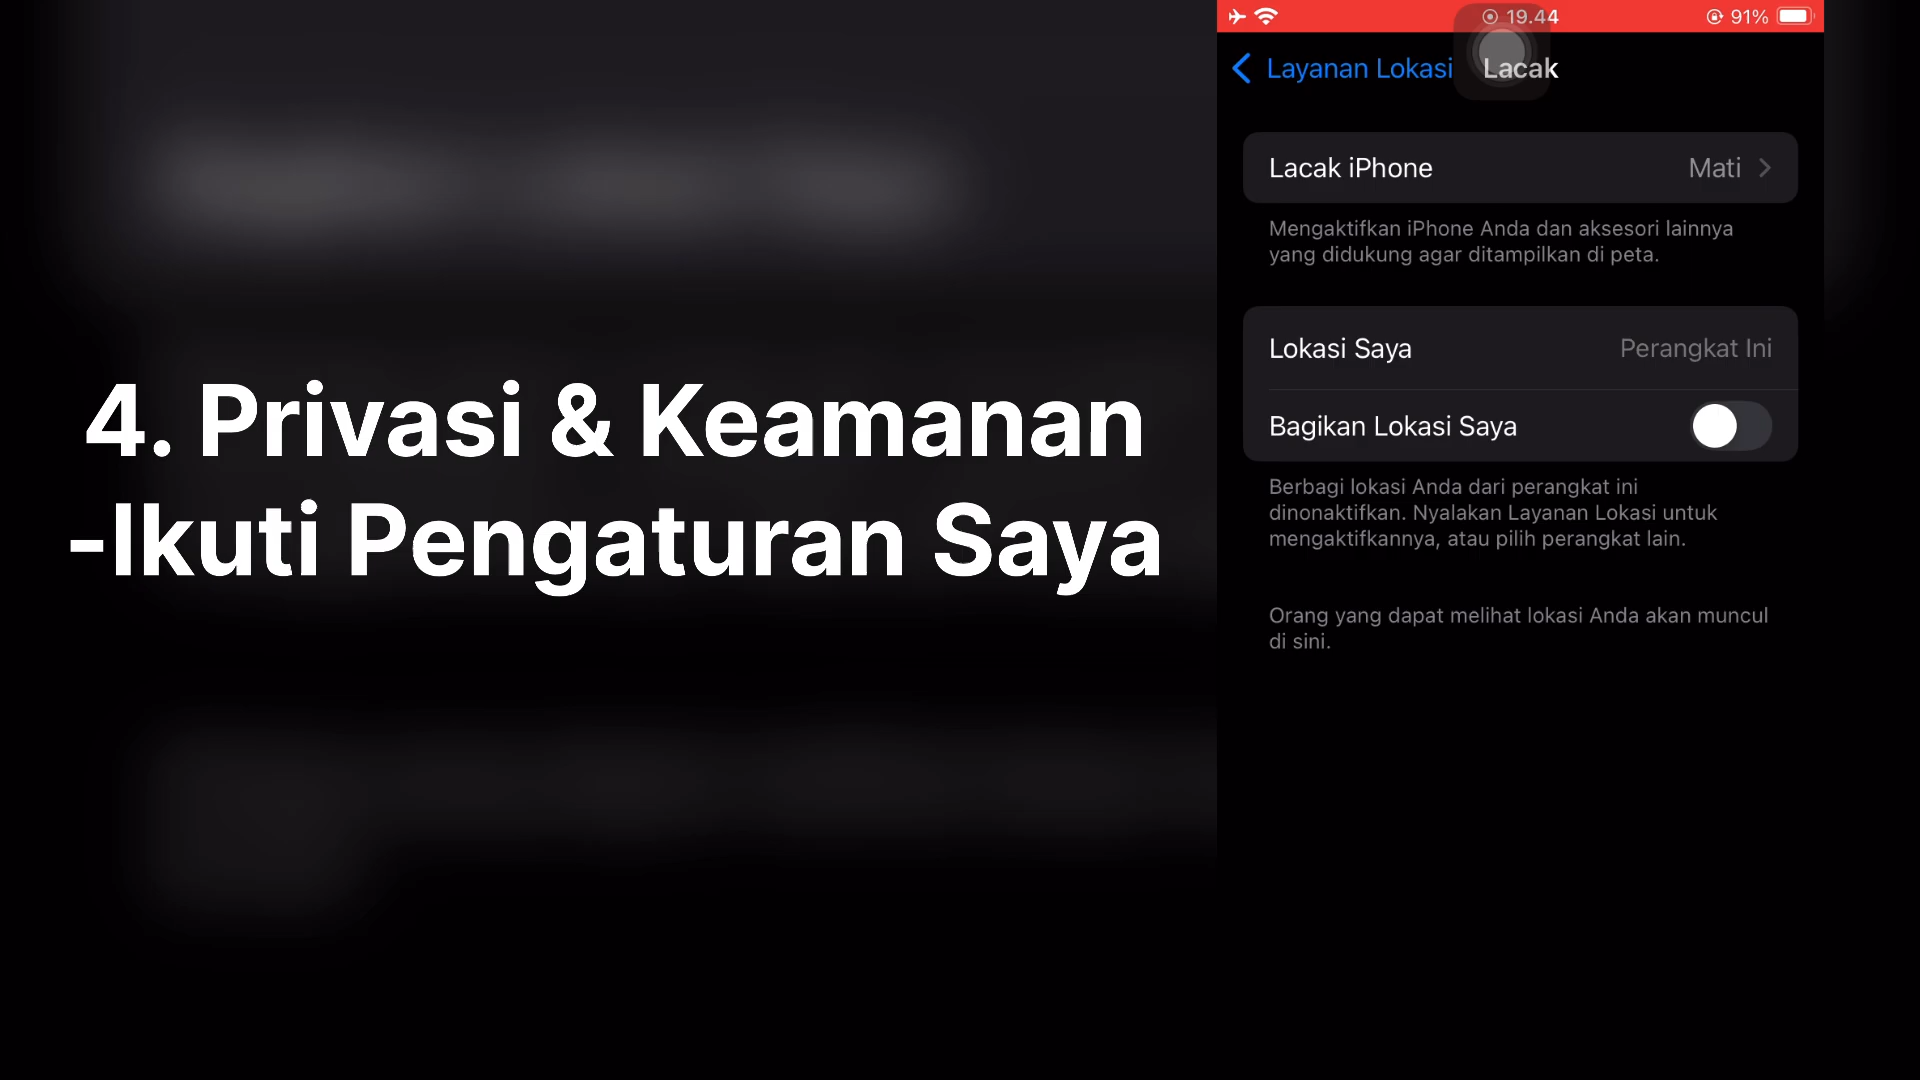 19.44
91%
Layanan Lokasi
Lacak
4. Privasi & Keamanan
-Ikuti Pengaturan Saya
Lacak iPhone
Mati
Mengaktifkan iPhone Anda dan aksesori lainnya
yang didukung agar ditampilkan di peta.
Lokasi Saya
Perangkat Ini
Bagikan Lokasi Saya
Berbagi lokasi Anda dari perangkat ini
dinonaktifkan. Nyalakan Layanan Lokasi untuk
mengaktifkannya, atau pilih perangkat lain.
Orang yang dapat melihat lokasi Anda akan muncul
di sini.